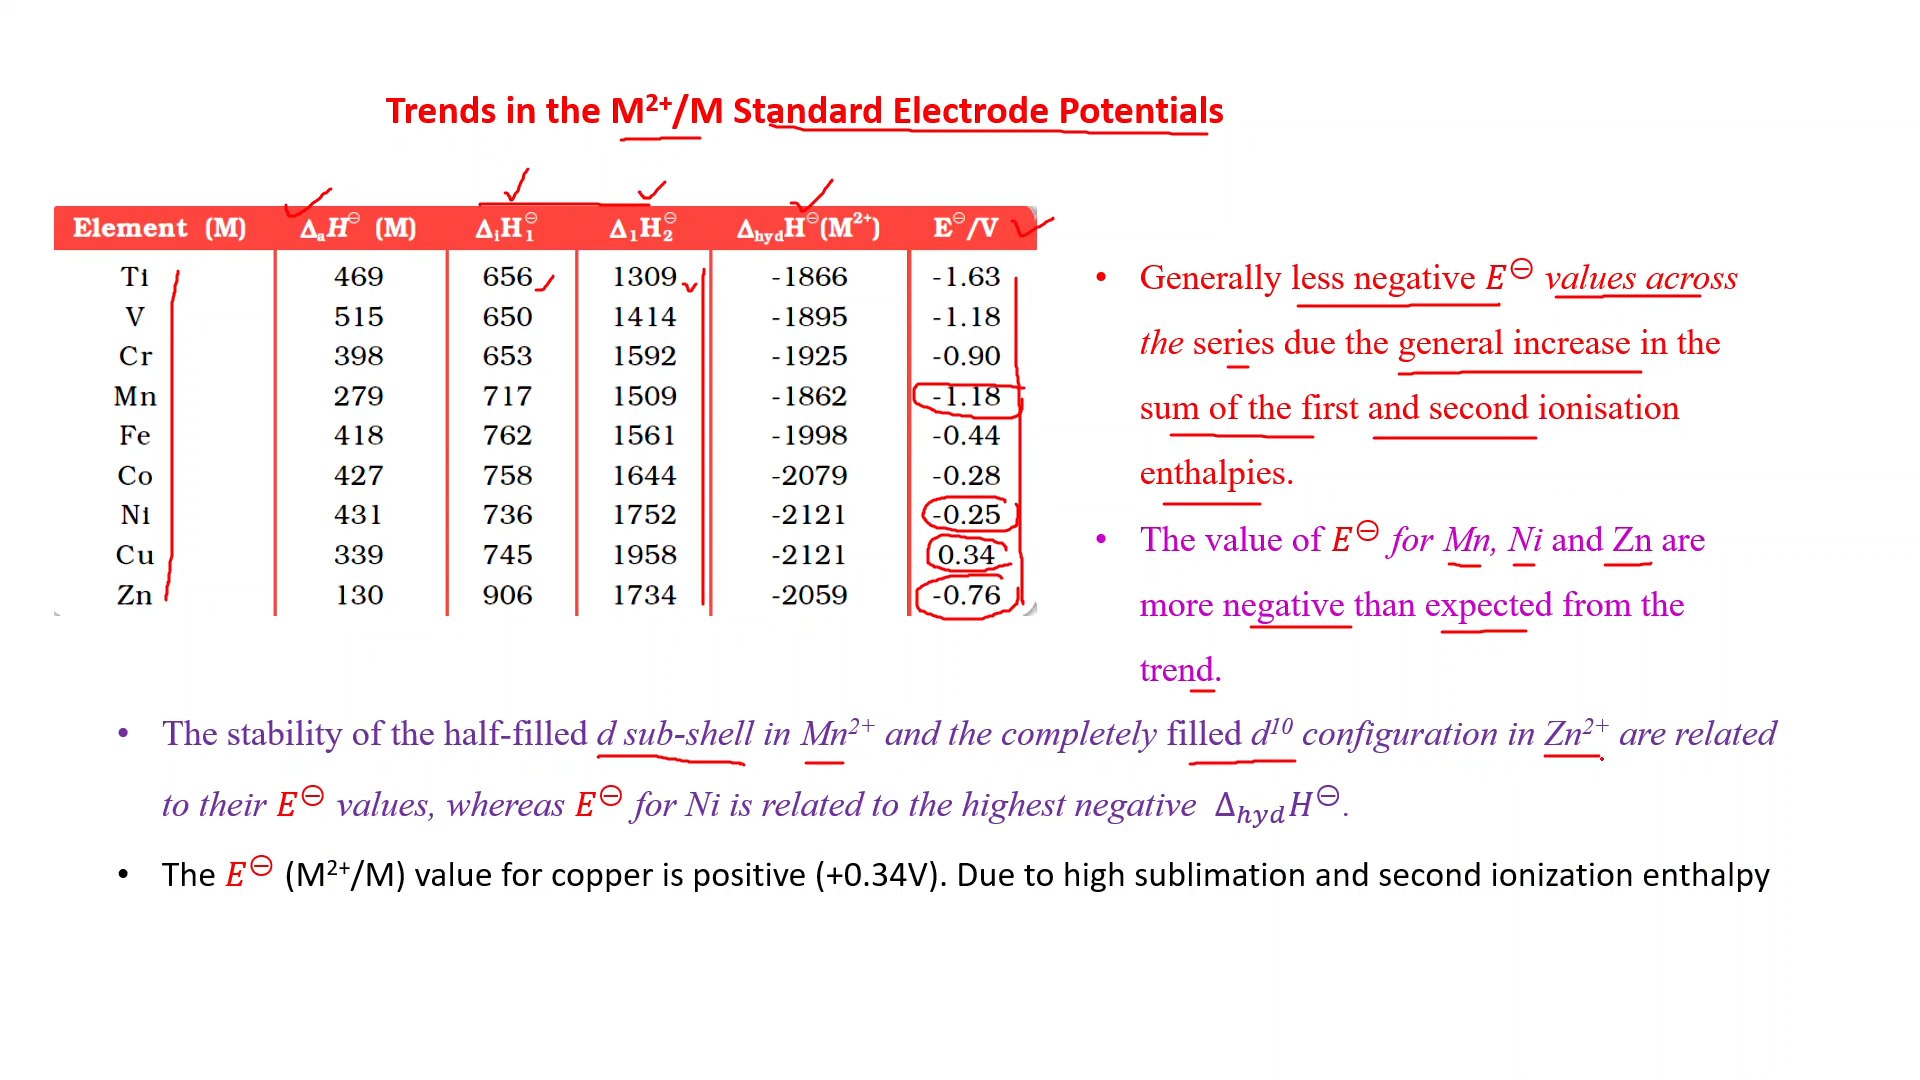 Trends in the M²⁺/M Standard Electrode Potentials
Element (M) ΔₐH⊖ (M) ΔᵢH₁⊖ Δ₁H₂⊖ ΔhydH⊖(M²⁺) E⊖/V
Ti 469 656 1309 -1866 -1.63
V 515 650 1414 -1895 -1.18
Cr 398 653 1592 -1925 -0.90
Mn 279 717 1509 -1862 -1.18
Fe 418 762 1561 -1998 -0.44
Co 427 758 1644 -2079 -0.28
Ni 431 736 1752 -2121 -0.25
Cu 339 745 1958 -2121 0.34
Zn 130 906 1734 -2059 -0.76
• Generally less negative E⊖ values across
the series due the general increase in the
sum of the first and second ionisation
enthalpies.
• The value of E⊖ for Mn, Ni and Zn are
more negative than expected from the
trend.
• The stability of the half-filled d sub-shell in Mn²⁺ and the completely filled d¹⁰ configuration in Zn²⁺ are related
to their E⊖ values, whereas E⊖ for Ni is related to the highest negative ΔhydH⊖.
• The E⊖ (M²⁺/M) value for copper is positive (+0.34V). Due to high sublimation and second ionization enthalpy